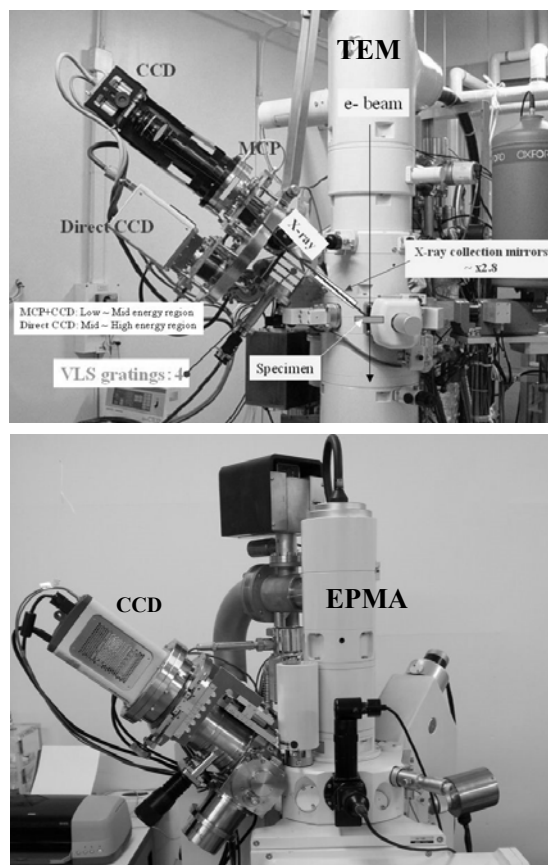 TEM
CCD
e- beam
MCP
OXFORD
Direct CCD
X-ray
X-ray collection mirrors
~ x2.8
MCP+CCD: Low ~ Mid energy region
Direct CCD: Mid ~ High energy region
Specimen
VLS gratings: 4
CCD
EPMA